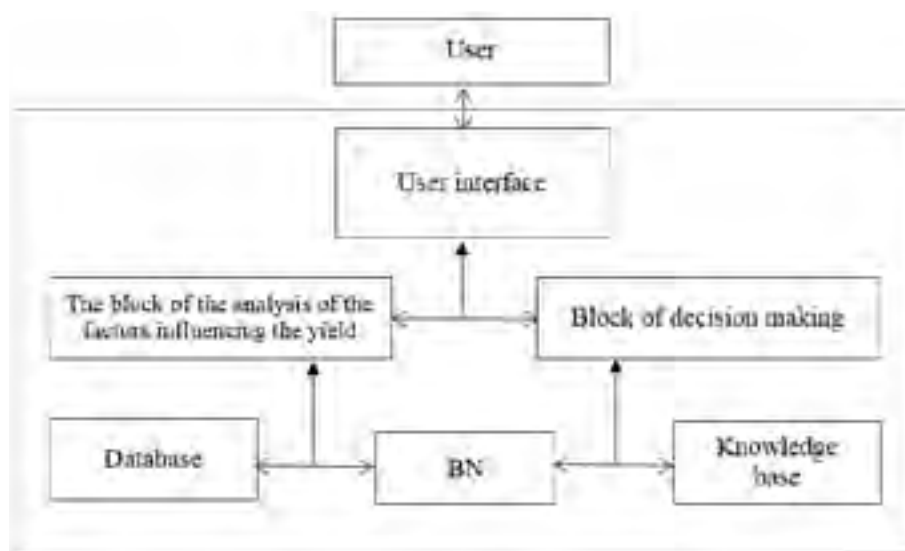 User
User interface
The block of the analysis of the
factors influencing the yield
Block of decision making
Database
BN
Knowledge
base